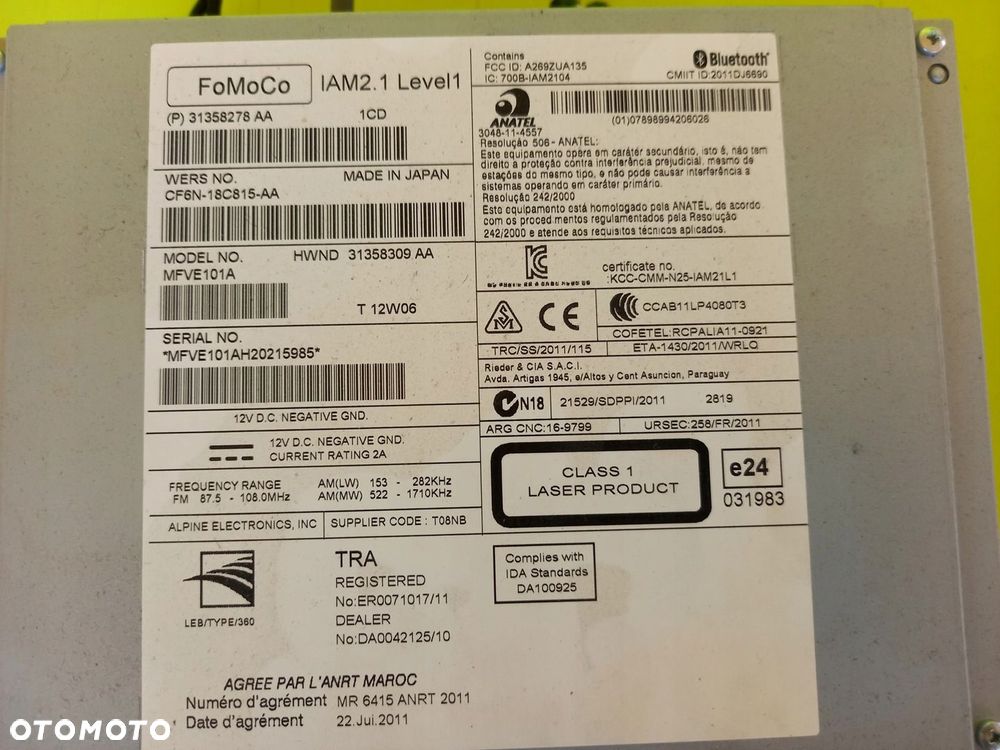 FoMoCo
IAM2.1 Level1
(P) 31358278 AA 1CD
WERS NO. MADE IN JAPAN
CF6N-18C815-AA
MODEL NO. HWND 31358309 AA
MFVE101A
T 12W06
SERIAL NO.
*MFVE101AH20215985*
12V D.C. NEGATIVE GND.
12V D.C. NEGATIVE GND.
CURRENT RATING 2A
FREQUENCY RANGE AM(LW) 153 - 282KHz
FM 87.5 - 108.0MHz AM(MW) 522 - 1710KHz
ALPINE ELECTRONICS, INC SUPPLIER CODE : T08NB
LEB/TYPE/360
TRA
REGISTERED
No:ER0071017/11
DEALER
No:DA0042125/10
AGREE PAR L'ANRT MAROC
Numéro d'agrément MR 6415 ANRT 2011
Date d'agrément 22.Jui.2011
Contains
FCC ID: A269ZUA135
IC: 700B-IAM2104
Bluetooth®
CMIIT ID:2011DJ6690
ANATEL
3048-11-4557
(01)07898994206026
Resolução 506 - ANATEL:
Este equipamento opera em caráter secundário, isto é, não tem
direito à proteção contra interferência prejudicial, mesmo de
estações do mesmo tipo, e não pode causar interferência a
sistemas operando em caráter primário.
Resolução 242/2000
Este equipamento está homologado pela ANATEL, de acordo
com os procedimentos regulamentados pela Resolução
242/2000 e atende aos requisitos técnicos aplicados.
certificate no.
:KCC-CMM-N25-IAM21L1
CE
CCAB11LP4080T3
COFETEL:RCPALIA11-0921
TRC/SS/2011/115 ETA-1430/2011/WRLO
Rieder & CIA S.A.C.I.
Avda. Artigas 1945, e/Altos y Cent Asuncion, Paraguay
N18 21529/SDPPI/2011 2819
ARG CNC:16-9799 URSEC:258/FR/2011
CLASS 1
LASER PRODUCT
e24
031983
Complies with
IDA Standards
DA100925
OTOMOTO